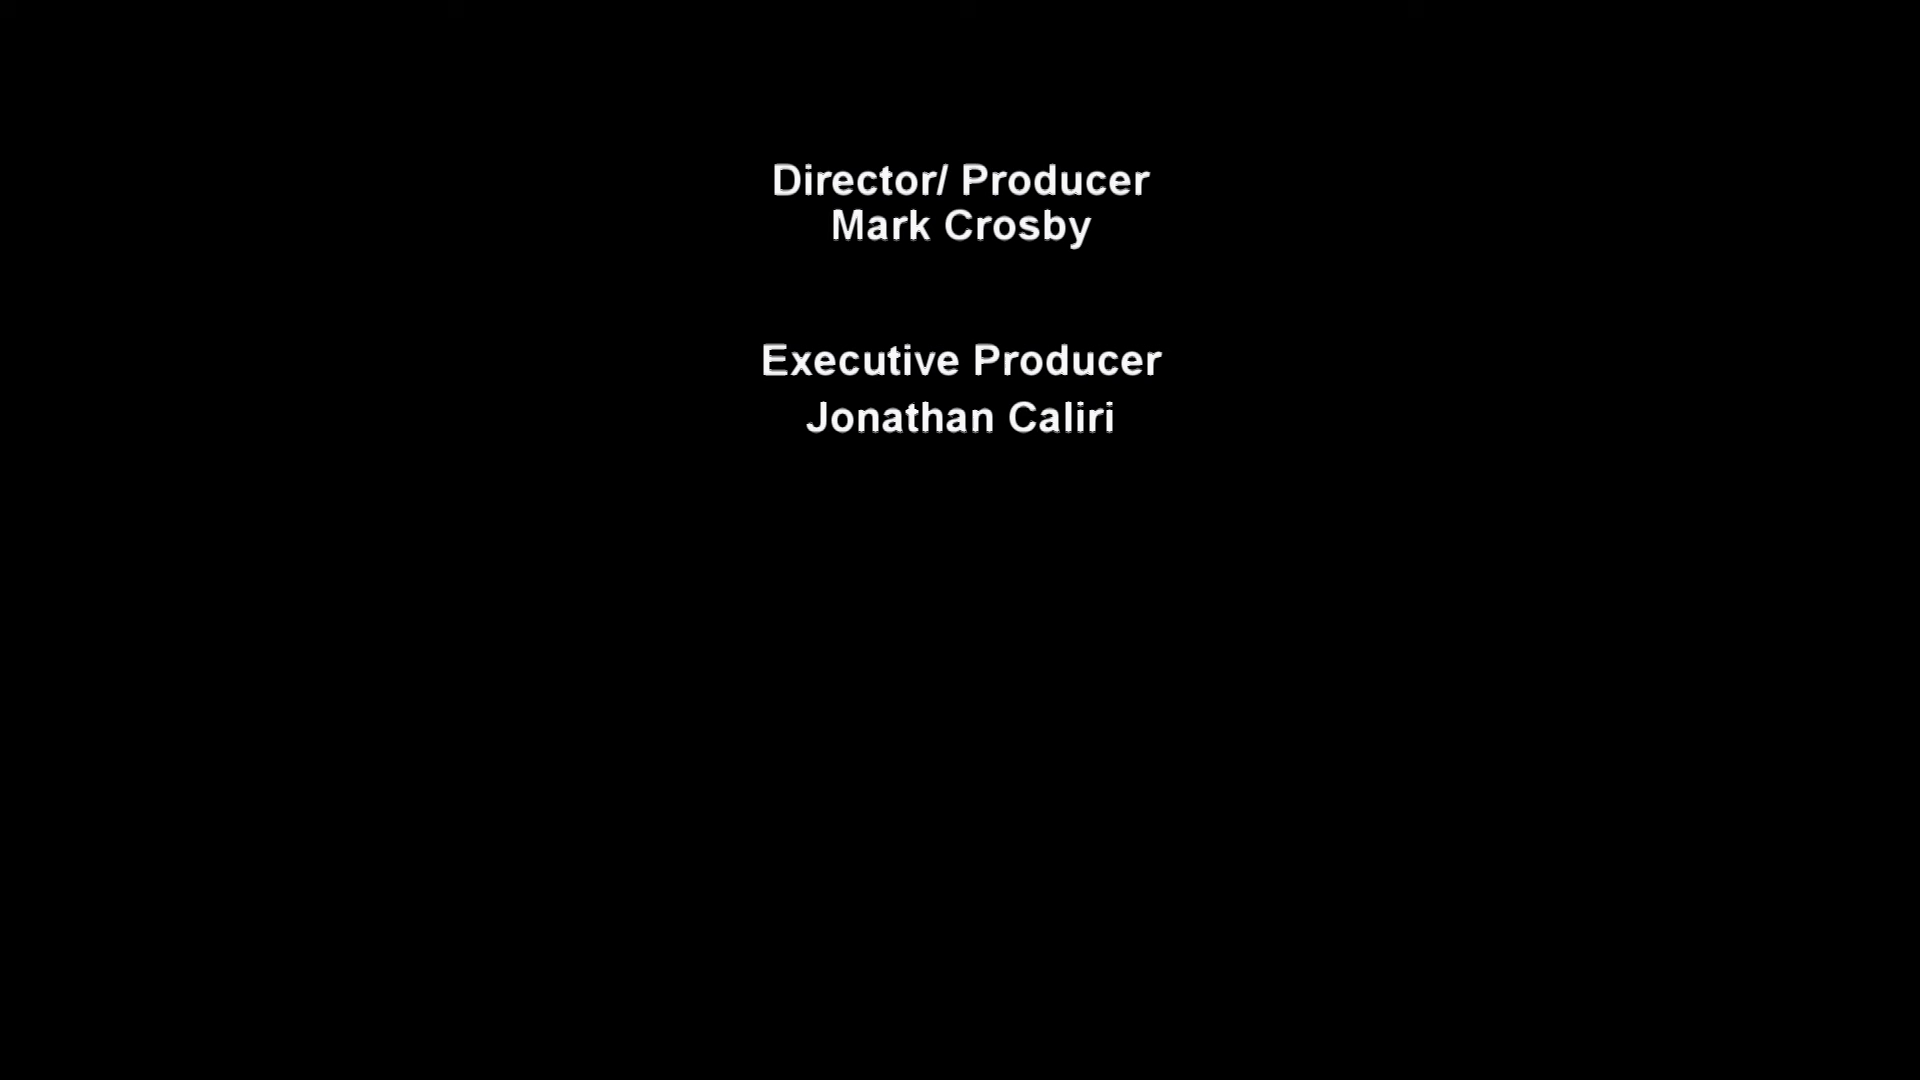 Director/ Producer
Mark Crosby
Executive Producer
Jonathan Caliri